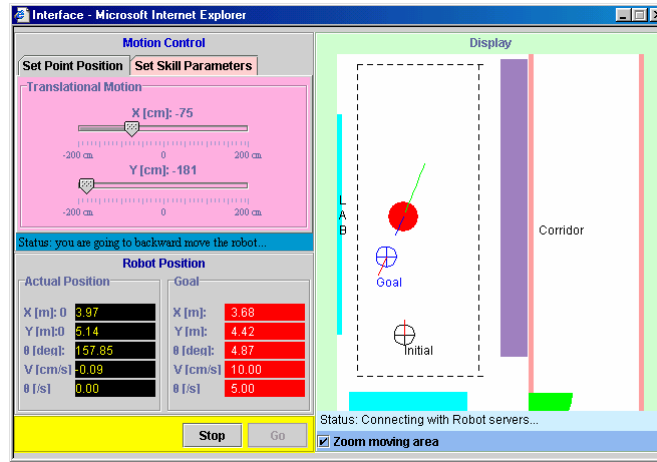 Interface - Microsoft Internet Explorer
Motion Control
Set Point Position Set Skill Parameters
Translational Motion
X [cm]: -75
-200 cm 0 200 cm
Y [cm]: -181
-200 cm 0 200 cm
Status: you are going to backward move the robot...
Robot Position
Actual Position
X [m]: 0 3.97
Y [m]:0 5.14
θ [deg]: 157.85
V [cm/s] -0.09
θ [/s] 0.00
Goal
X [m]: 3.68
Y [m]: 4.42
θ [deg]: 4.87
V [cm/s] 10.00
θ [/s] 5.00
Stop Go
Display
L
A
B
Corridor
Goal
Initial
Status: Connecting with Robot servers...
Zoom moving area